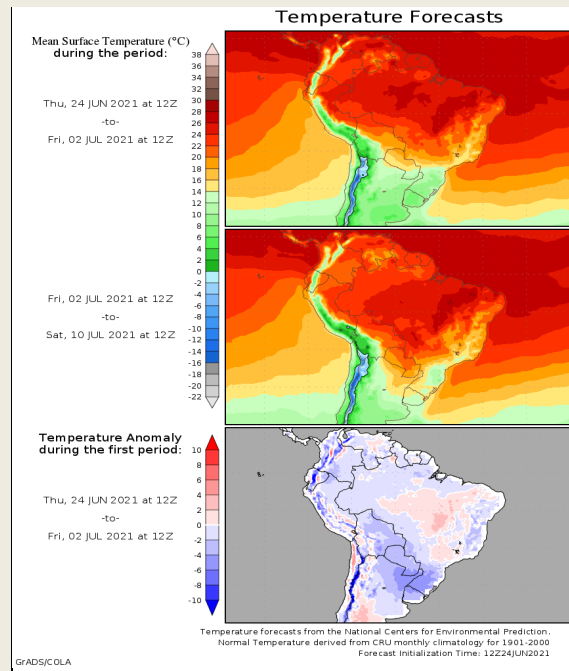 Temperature Forecasts
Mean Surface Temperature (°C)
during the period:
Thu, 24 JUN 2021 at 12Z
-to-
Fri, 02 JUL 2021 at 12Z
38
36
34
32
30
28
26
24
22
20
18
16
14
12
10
8
6
4
2
0
-2
-4
-6
-8
-10
-12
-14
-16
-18
-20
-22
Fri, 02 JUL 2021 at 12Z
-to-
Sat, 10 JUL 2021 at 12Z
Temperature Anomaly
during the first period:
Thu, 24 JUN 2021 at 12Z
-to-
Fri, 02 JUL 2021 at 12Z
10
8
6
4
2
0
-2
-4
-6
-8
-10
Temperature forecasts from the National Centers for Environmental Prediction.
Normal Temperature derived from CRU monthly climatology for 1901-2000
Forecast Initialization Time: 12Z24JUN2021
GrADS/COLA